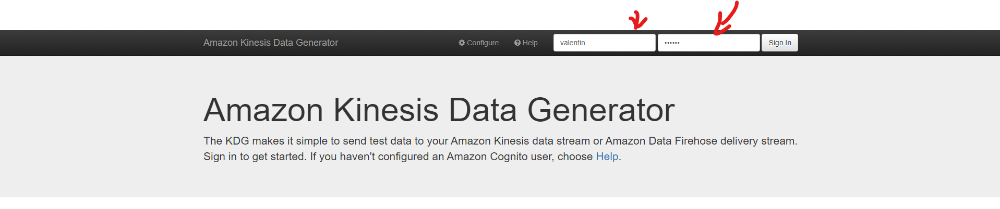 Amazon Kinesis Data Generator
Configure
Help
valentin
••••••
Sign In
Amazon Kinesis Data Generator
The KDG makes it simple to send test data to your Amazon Kinesis data stream or Amazon Data Firehose delivery stream.
Sign in to get started. If you haven't configured an Amazon Cognito user, choose Help.